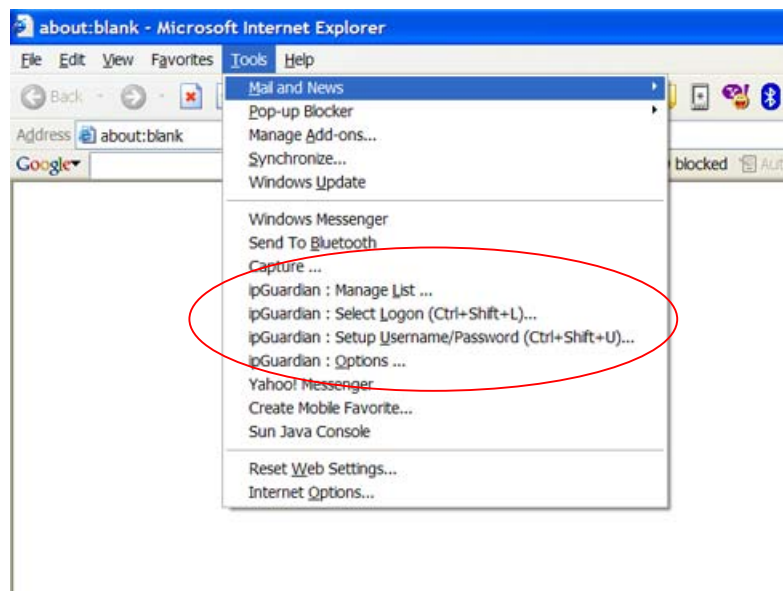 about:blank - Microsoft Internet Explorer
File Edit View Favorites Tools Help
Back
Address about:blank
Google blocked
Mail and News
Pop-up Blocker
Manage Add-ons...
Synchronize...
Windows Update
Windows Messenger
Send To Bluetooth
Capture ...
ipGuardian : Manage List ...
ipGuardian : Select Logon (Ctrl+Shift+L)...
ipGuardian : Setup Username/Password (Ctrl+Shift+U)...
ipGuardian : Options ...
Yahoo! Messenger
Create Mobile Favorite...
Sun Java Console
Reset Web Settings...
Internet Options...